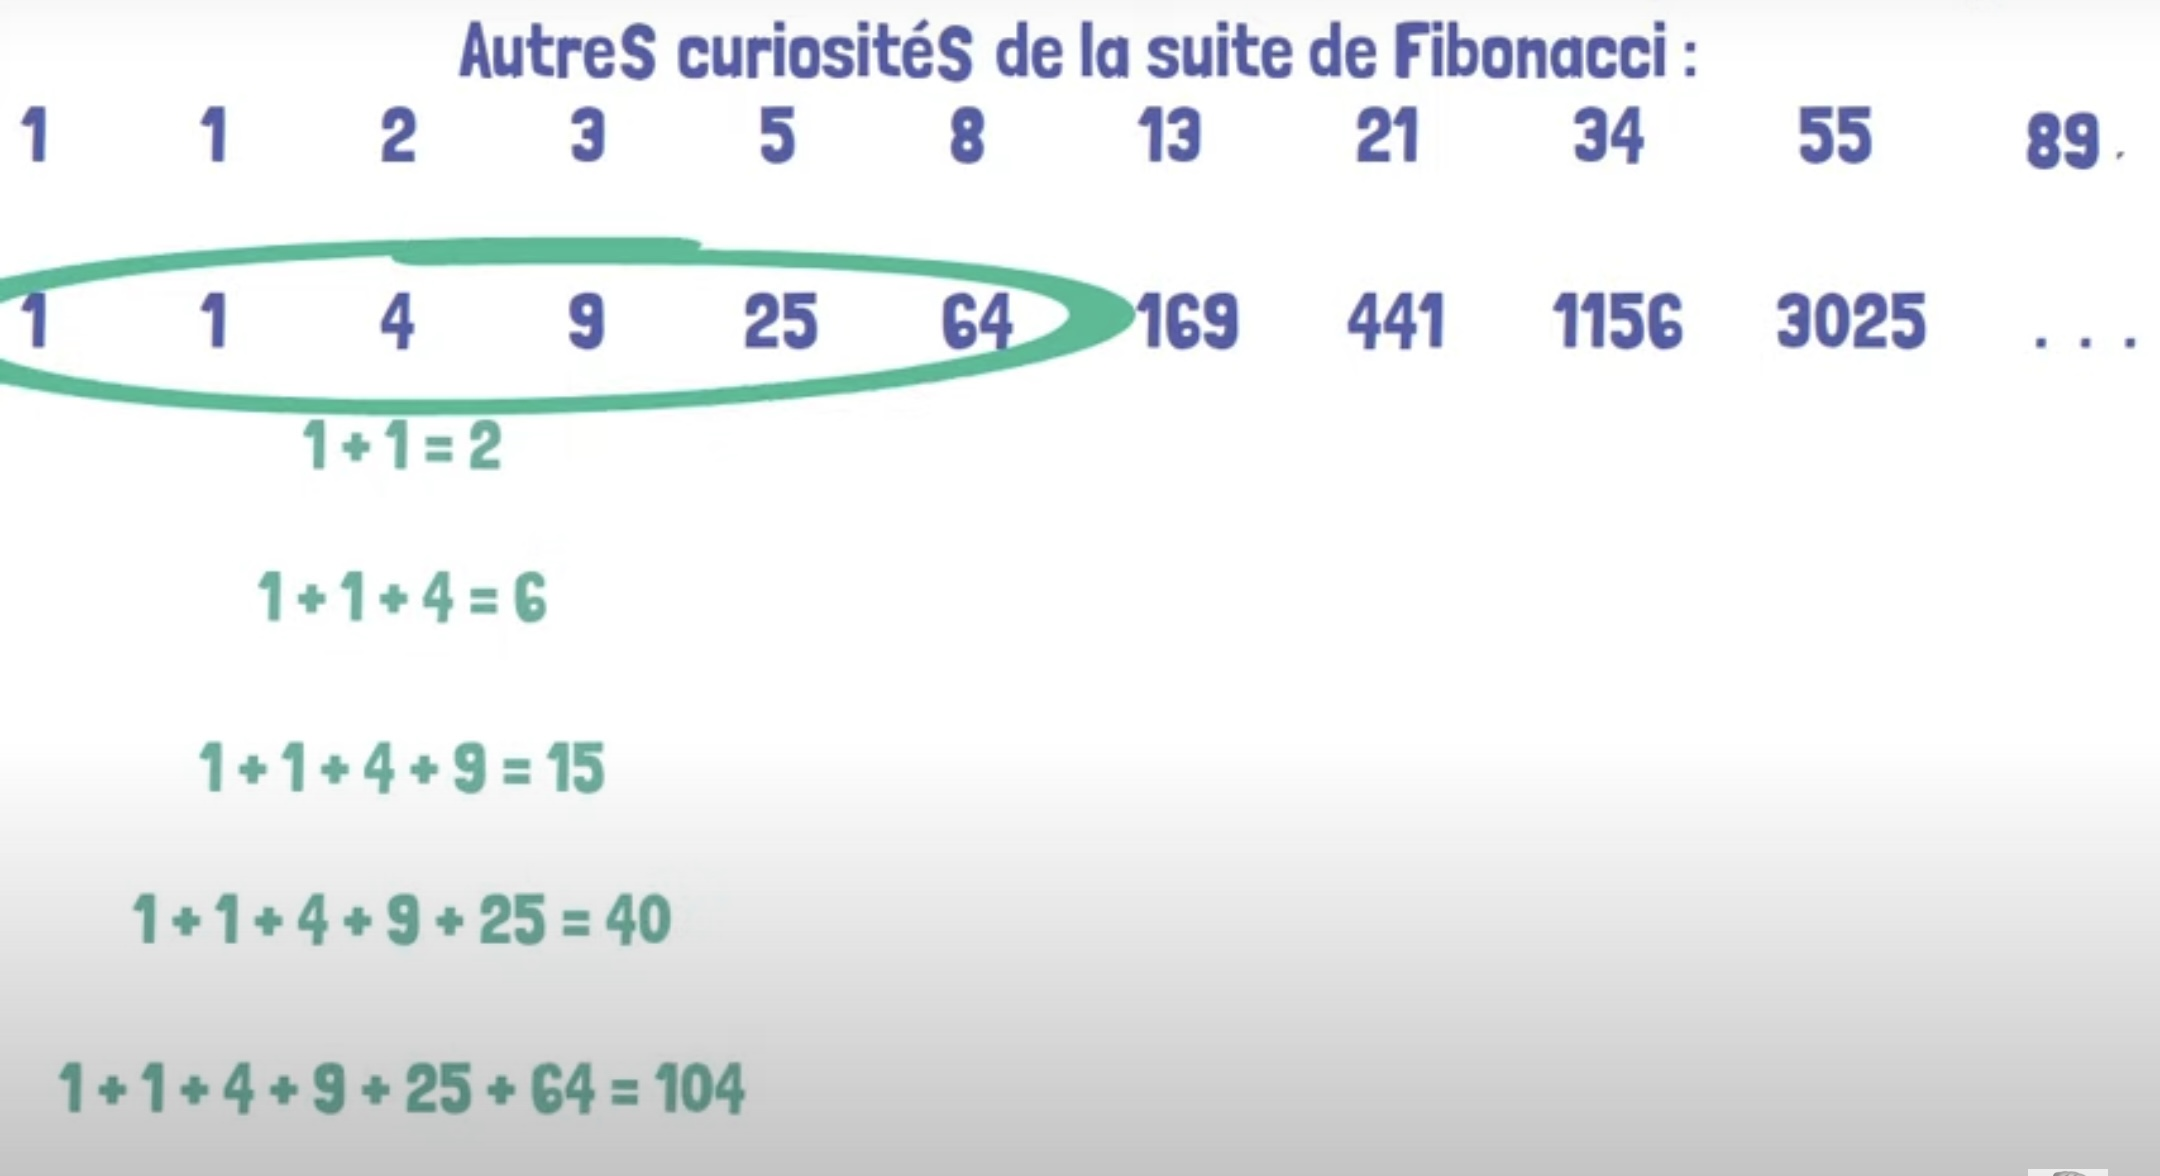 Autres curiosités de la suite de Fibonacci :
1 1 2 3 5 8 13 21 34 55 89
1 1 4 9 25 64 169 441 1156 3025 . . .
1 + 1 = 2
1 + 1 + 4 = 6
1 + 1 + 4 + 9 = 15
1 + 1 + 4 + 9 + 25 = 40
1 + 1 + 4 + 9 + 25 + 64 = 104